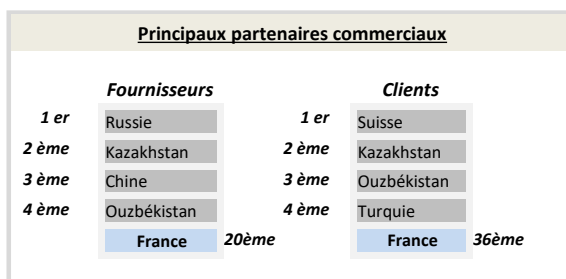 Principaux partenaires commerciaux
Fournisseurs Clients
1 er Russie 1 er Suisse
2 ème Kazakhstan 2 ème Kazakhstan
3 ème Chine 3 ème Ouzbékistan
4 ème Ouzbékistan 4 ème Turquie
France 20ème France 36ème